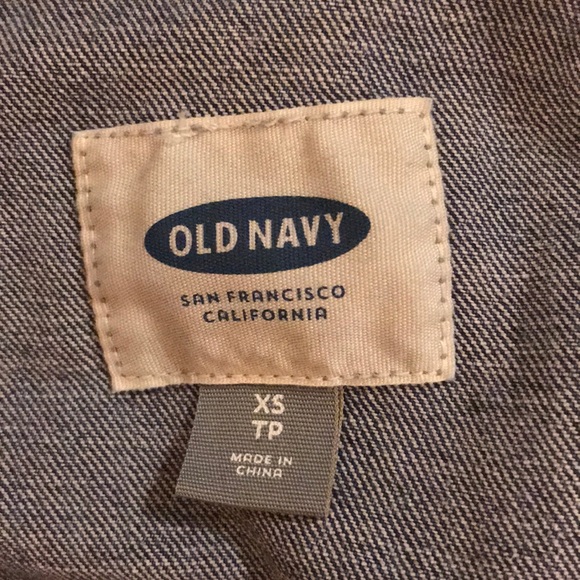 OLD NAVY
SAN FRANCISCO
CALIFORNIA
XS
TP
MADE IN
CHINA